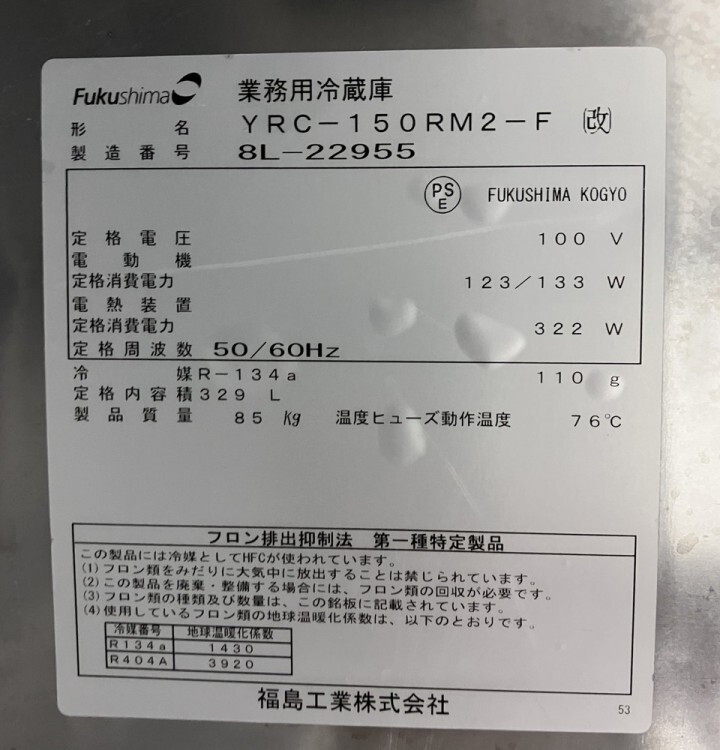 Fukushima 業務用冷蔵庫
形名 YRC-150RM2-F (改)
製造番号 8L-22955
PSE FUKUSHIMA KOGYO
定格電圧 100 V
電動機
定格消費電力 123/133 W
電熱装置
定格消費電力 322 W
定格周波数 50/60Hz
冷媒 R-134a 110 g
定格内容積 329 L
製品質量 85 kg 温度ヒューズ動作温度 76℃
フロン排出抑制法 第一種特定製品
この製品には冷媒としてHFCが使われています。
(1)フロン類をみだりに大気中に放出することは禁じられています。
(2)この製品を廃棄・整備する場合には、フロン類の回収が必要です。
(3)フロン類の種類及び数量は、この銘板に記載されています。
(4)使用しているフロン類の地球温暖化係数は、以下のとおりです。
冷媒番号 地球温暖化係数
R134a 1430
R404A 3920
福島工業株式会社
53